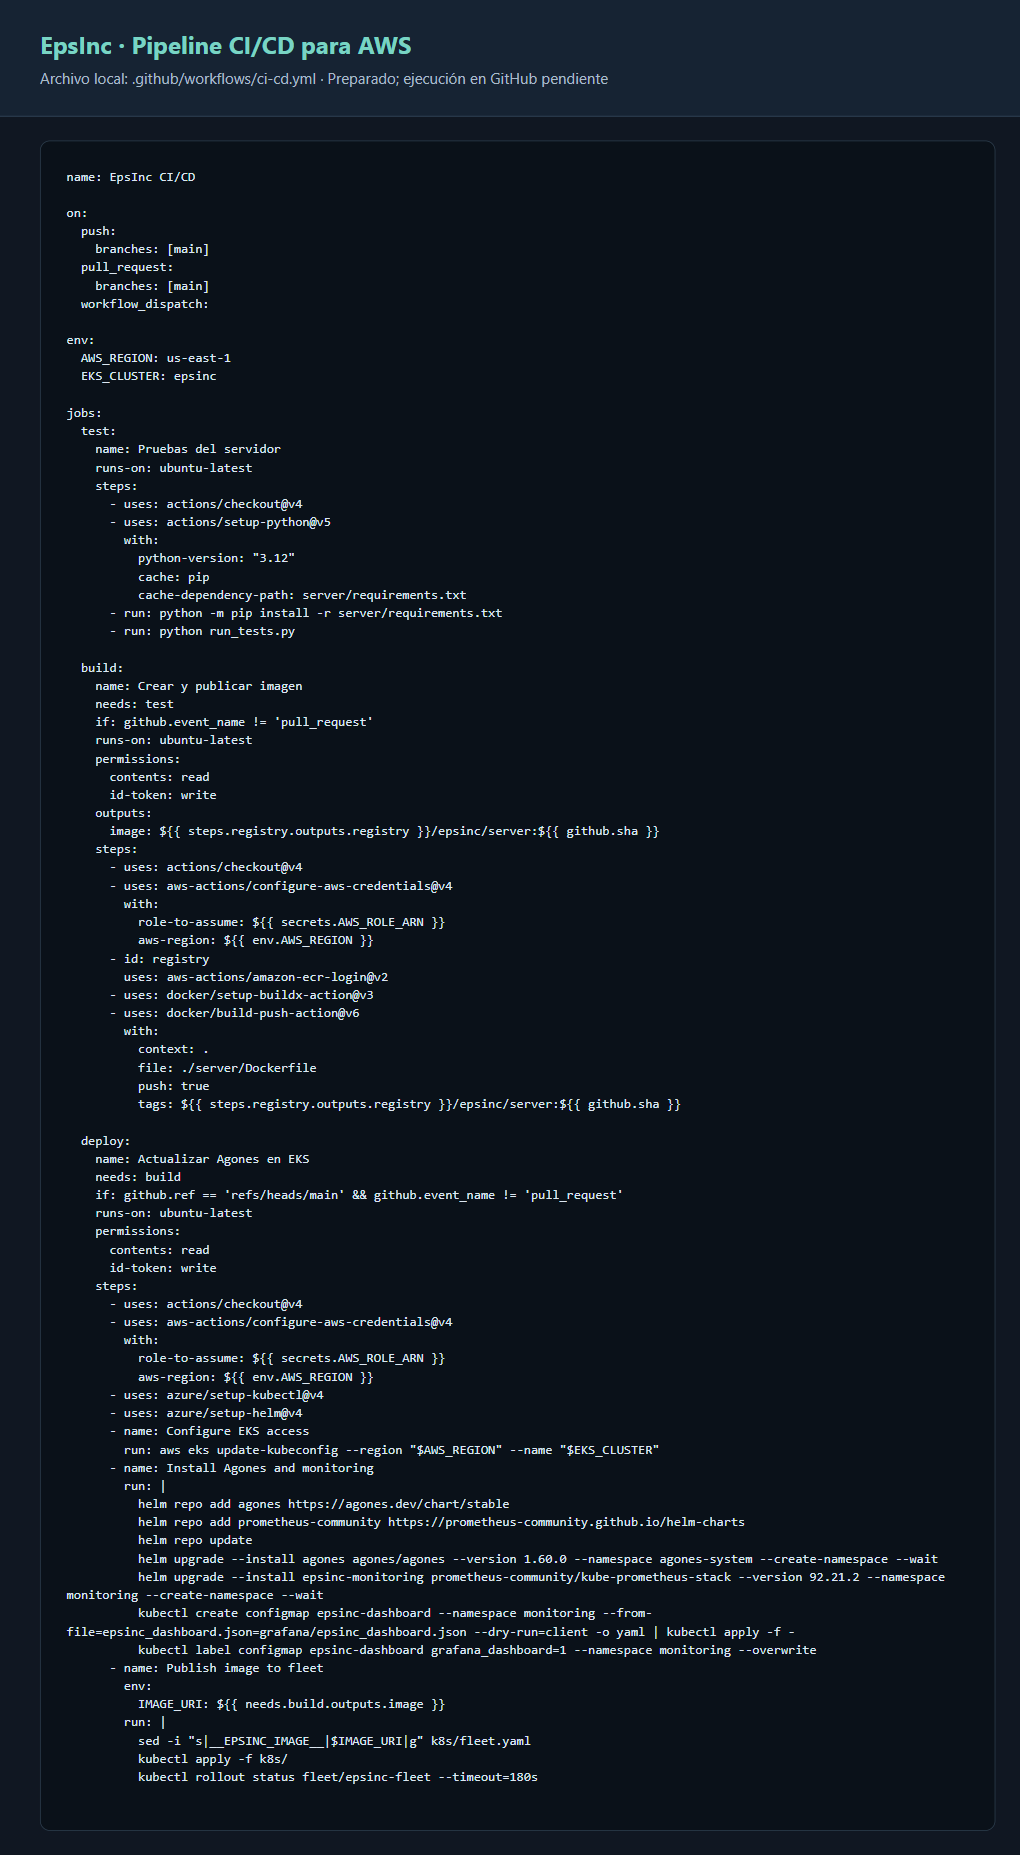 EpsInc · Pipeline CI/CD para AWS
Archivo local: .github/workflows/ci-cd.yml · Preparado; ejecución en GitHub pendiente
name: EpsInc CI/CD

on:
  push:
    branches: [main]
  pull_request:
    branches: [main]
  workflow_dispatch:

env:
  AWS_REGION: us-east-1
  EKS_CLUSTER: epsinc

jobs:
  test:
    name: Pruebas del servidor
    runs-on: ubuntu-latest
    steps:
      - uses: actions/checkout@v4
      - uses: actions/setup-python@v5
        with:
          python-version: "3.12"
          cache: pip
          cache-dependency-path: server/requirements.txt
      - run: python -m pip install -r server/requirements.txt
      - run: python run_tests.py

  build:
    name: Crear y publicar imagen
    needs: test
    if: github.event_name != 'pull_request'
    runs-on: ubuntu-latest
    permissions:
      contents: read
      id-token: write
    outputs:
      image: ${{ steps.registry.outputs.registry }}/epsinc/server:${{ github.sha }}
    steps:
      - uses: actions/checkout@v4
      - uses: aws-actions/configure-aws-credentials@v4
        with:
          role-to-assume: ${{ secrets.AWS_ROLE_ARN }}
          aws-region: ${{ env.AWS_REGION }}
      - id: registry
        uses: aws-actions/amazon-ecr-login@v2
      - uses: docker/setup-buildx-action@v3
      - uses: docker/build-push-action@v6
        with:
          context: .
          file: ./server/Dockerfile
          push: true
          tags: ${{ steps.registry.outputs.registry }}/epsinc/server:${{ github.sha }}

  deploy:
    name: Actualizar Agones en EKS
    needs: build
    if: github.ref == 'refs/heads/main' && github.event_name != 'pull_request'
    runs-on: ubuntu-latest
    permissions:
      contents: read
      id-token: write
    steps:
      - uses: actions/checkout@v4
      - uses: aws-actions/configure-aws-credentials@v4
        with:
          role-to-assume: ${{ secrets.AWS_ROLE_ARN }}
          aws-region: ${{ env.AWS_REGION }}
      - uses: azure/setup-kubectl@v4
      - uses: azure/setup-helm@v4
      - name: Configure EKS access
        run: aws eks update-kubeconfig --region "$AWS_REGION" --name "$EKS_CLUSTER"
      - name: Install Agones and monitoring
        run: |
          helm repo add agones https://agones.dev/chart/stable
          helm repo add prometheus-community https://prometheus-community.github.io/helm-charts
          helm repo update
          helm upgrade --install agones agones/agones --version 1.60.0 --namespace agones-system --create-namespace --wait
          helm upgrade --install epsinc-monitoring prometheus-community/kube-prometheus-stack --version 92.21.2 --namespace
monitoring --create-namespace --wait
          kubectl create configmap epsinc-dashboard --namespace monitoring --from-
file=epsinc_dashboard.json=grafana/epsinc_dashboard.json --dry-run=client -o yaml | kubectl apply -f -
          kubectl label configmap epsinc-dashboard grafana_dashboard=1 --namespace monitoring --overwrite
      - name: Publish image to fleet
        env:
          IMAGE_URI: ${{ needs.build.outputs.image }}
        run: |
          sed -i "s|__EPSINC_IMAGE__|$IMAGE_URI|g" k8s/fleet.yaml
          kubectl apply -f k8s/
          kubectl rollout status fleet/epsinc-fleet --timeout=180s